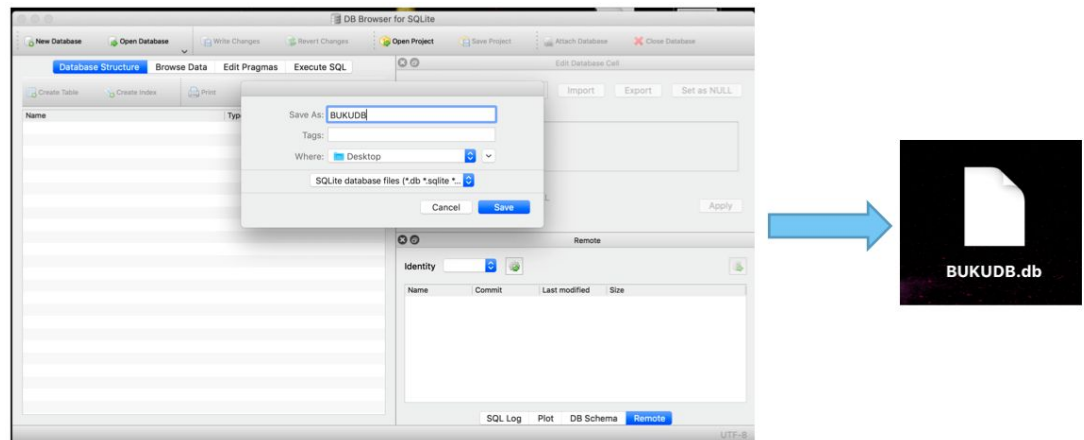 DB Browser for SQLite
New Database Open Database Write Changes Revert Changes Open Project Save Project Attach Database Close Database
Database Structure Browse Data Edit Pragmas Execute SQL
Create Table Create Index Print
Name Typ
Save As: BUKUDB
Tags:
Where: Desktop
SQLite database files (*.db *.sqlite *...
Cancel Save
Edit Database Cell
Import Export Set as NULL
Apply
Remote
Identity
Name Commit Last modified Size
SQL Log Plot DB Schema Remote
UTF-8
BUKUDB.db